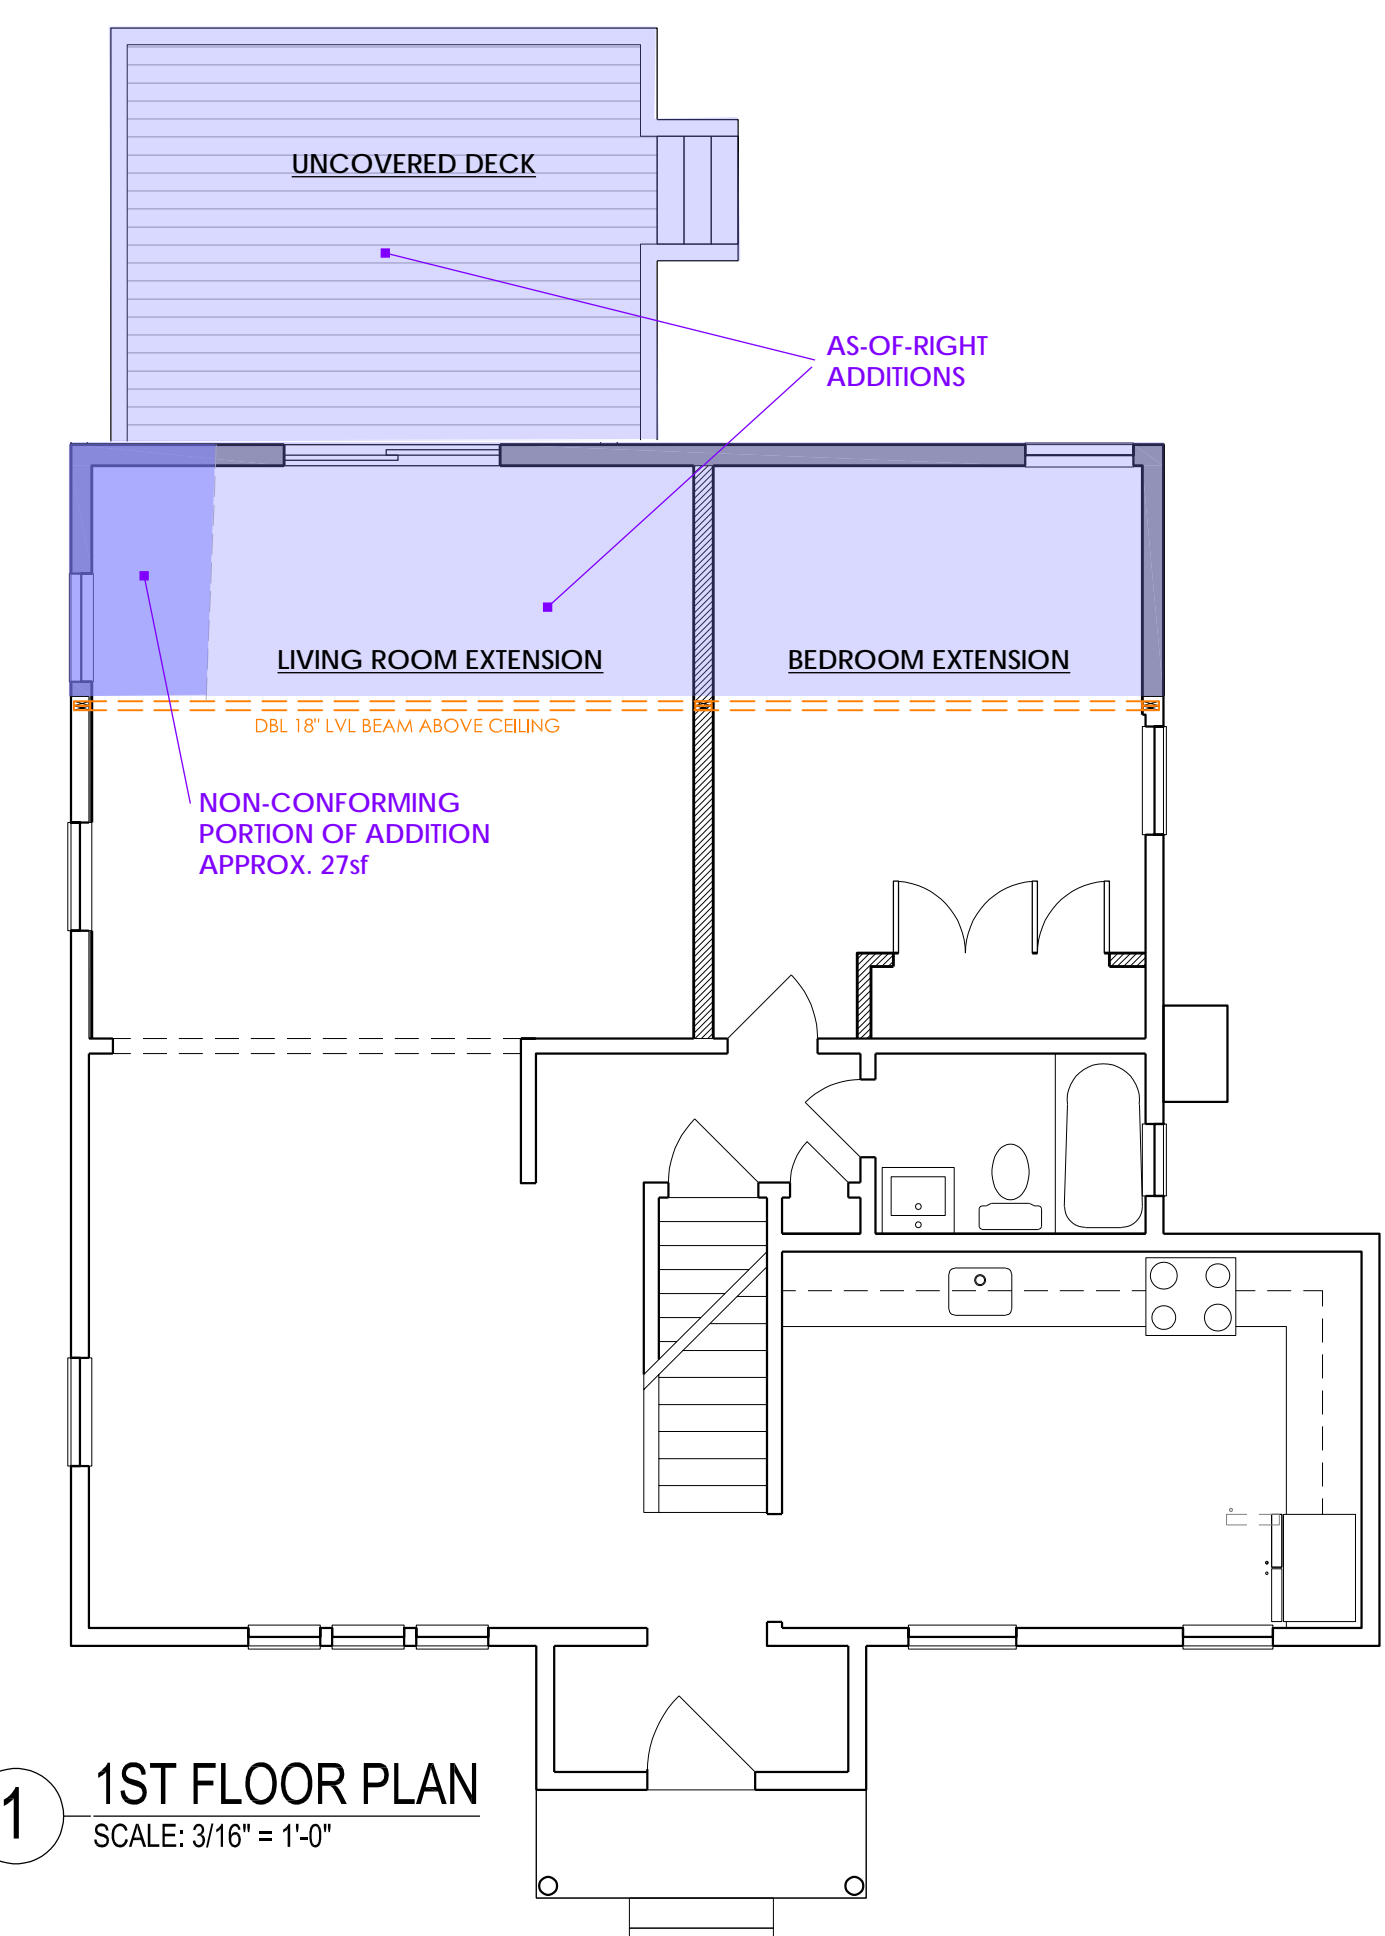 UNCOVERED DECK
AS-OF-RIGHT
ADDITIONS
LIVING ROOM EXTENSION
BEDROOM EXTENSION
DBL 18" LVL BEAM ABOVE CEILING
NON-CONFORMING
PORTION OF ADDITION
APPROX. 27sf
1
1ST FLOOR PLAN
SCALE: 3/16" = 1'-0"